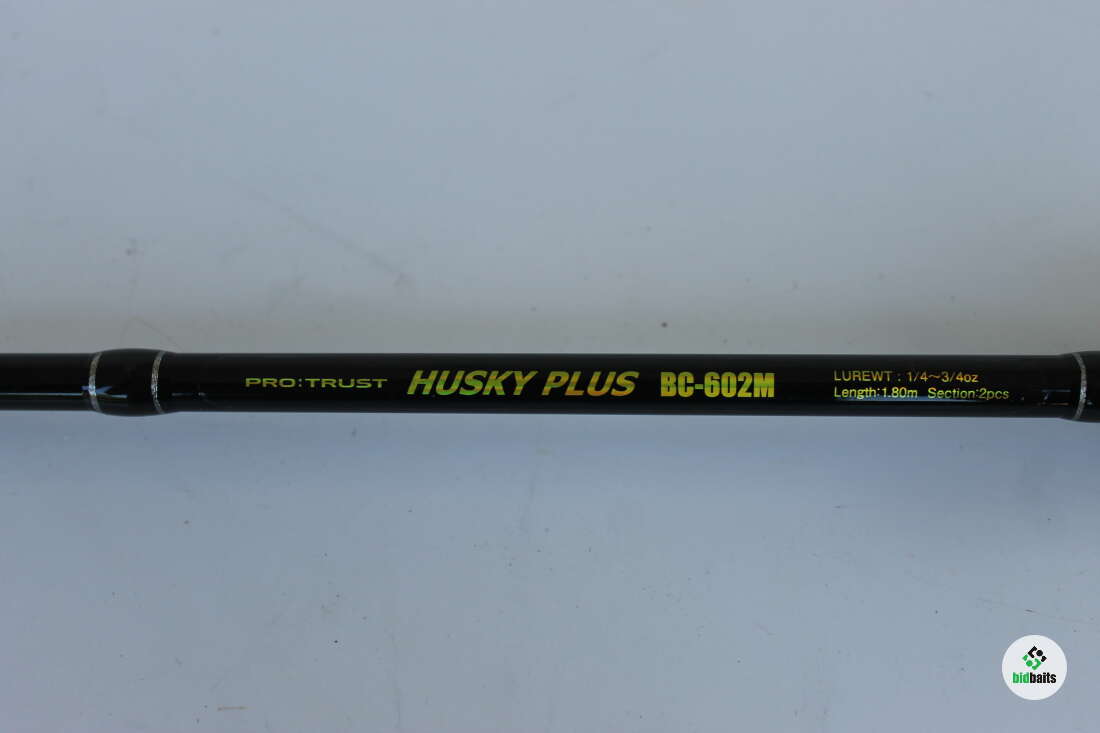 PRO:TRUST HUSKY PLUS BC-602M
LUREWT : 1/4~3/4oz
Length:1.80m Section:2pcs
bidbaits